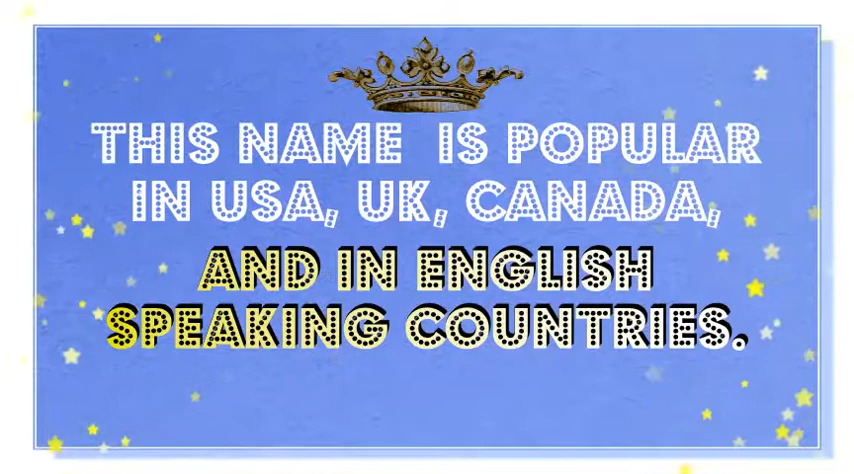 THIS NAME IS POPULAR
IN USA, UK, CANADA,
AND IN ENGLISH
SPEAKING COUNTRIES.